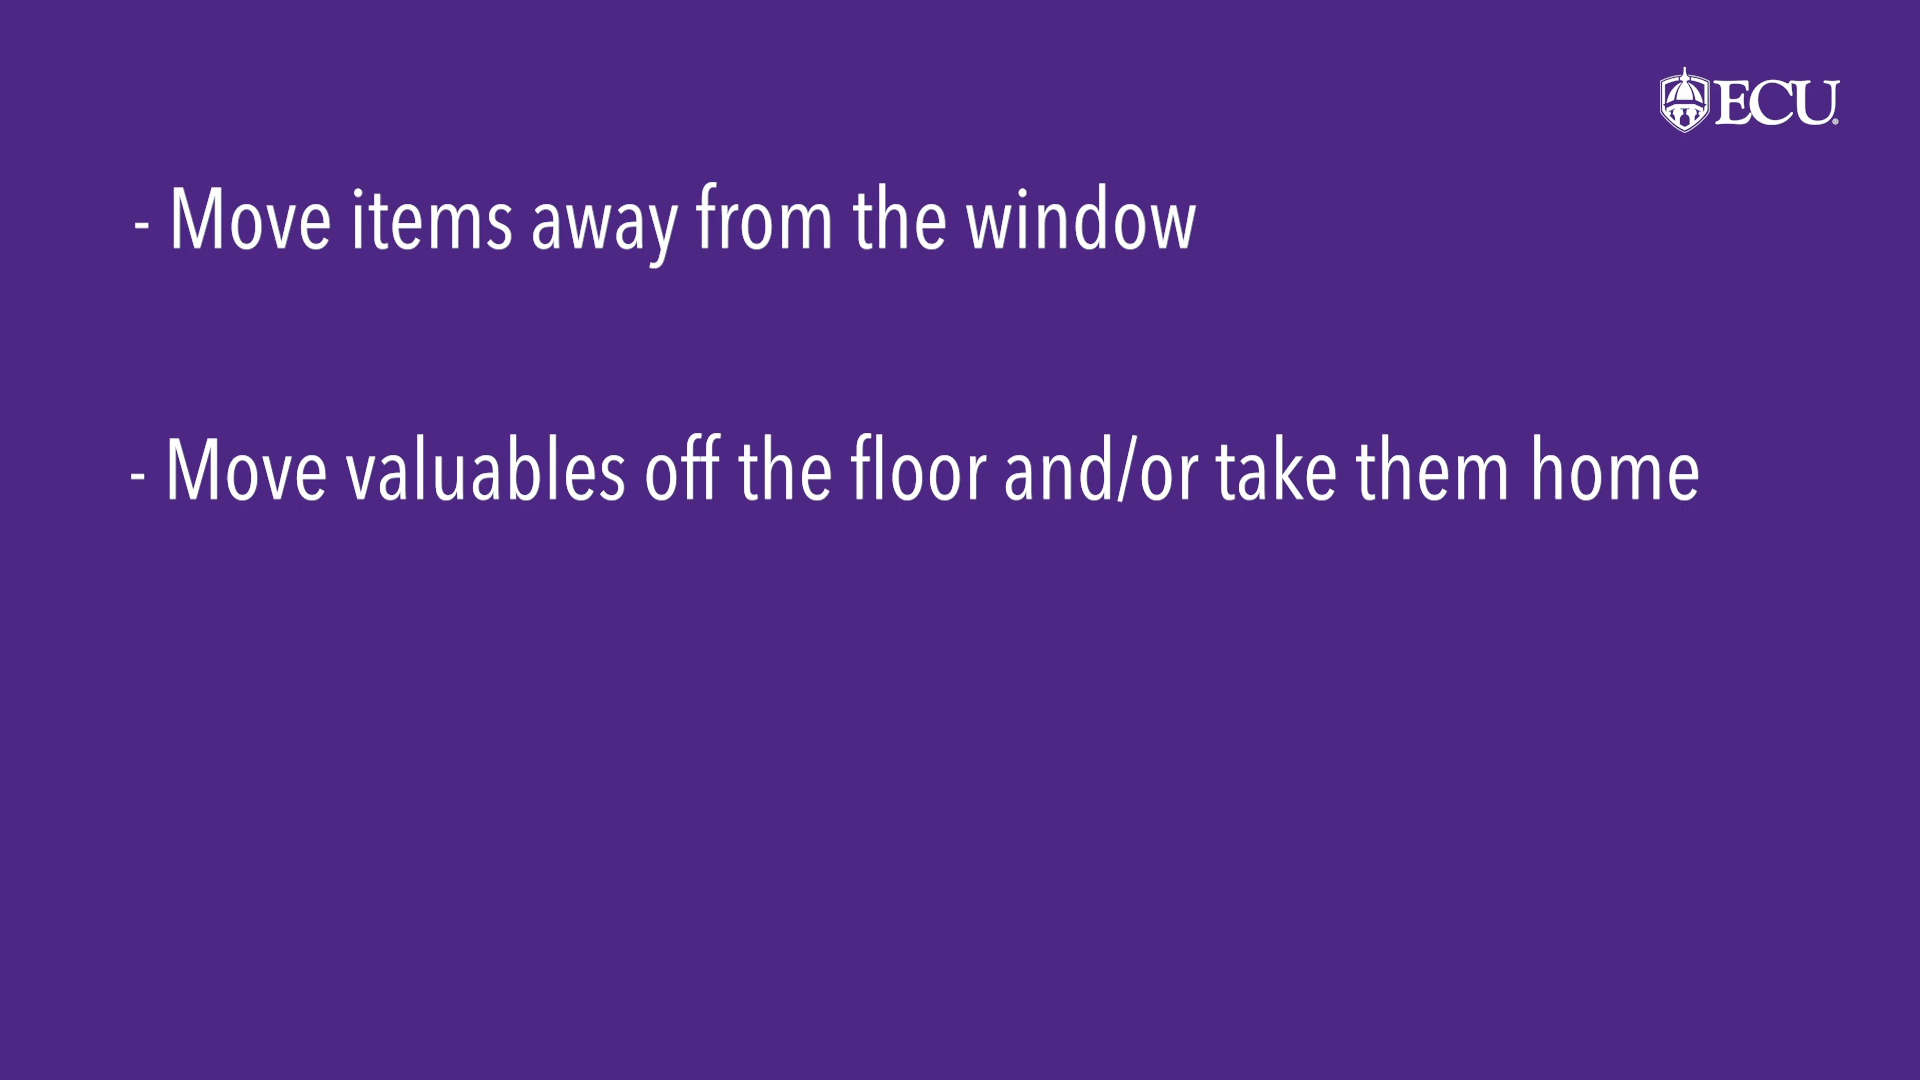 ECU
- Move items away from the window
- Move valuables off the floor and/or take them home